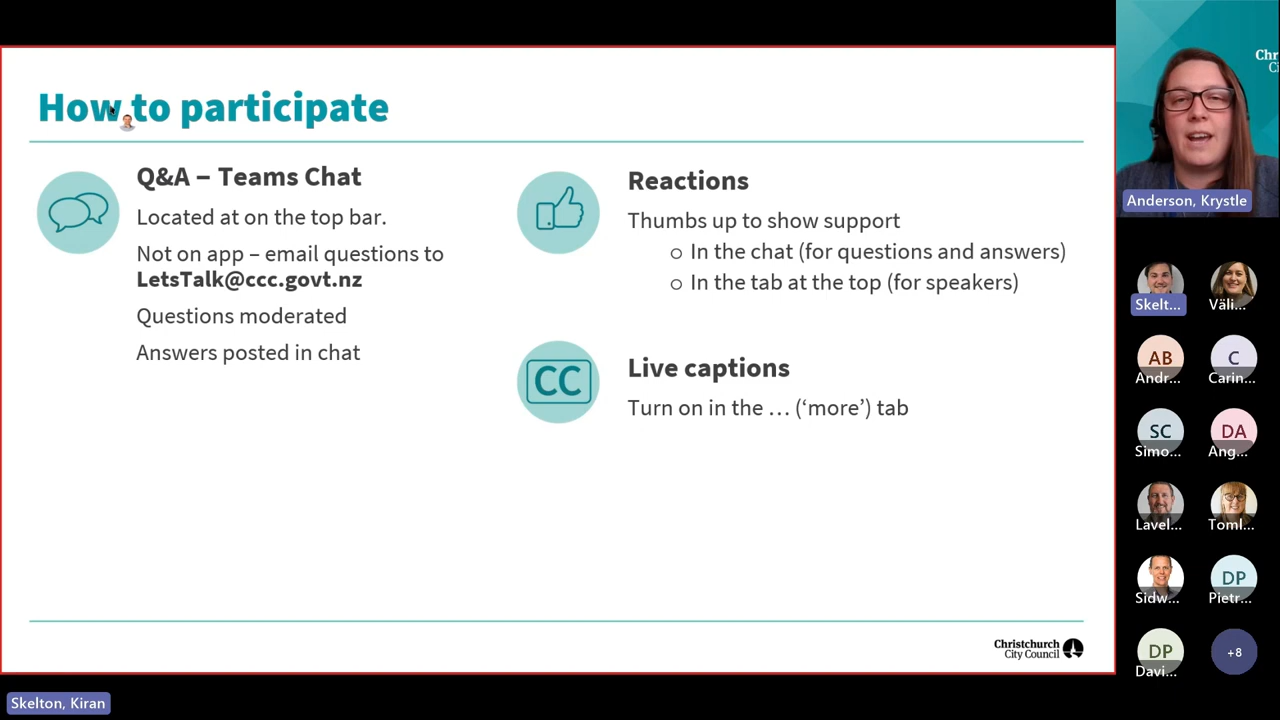 How to participate
Q&A – Teams Chat
Located at on the top bar.
Not on app – email questions to
LetsTalk@ccc.govt.nz
Questions moderated
Answers posted in chat
Reactions
Thumbs up to show support
o In the chat (for questions and answers)
o In the tab at the top (for speakers)
CC
Live captions
Turn on in the … (‘more’) tab
Christchurch
City Council
Skelton, Kiran
Chr
Ci
Anderson, Krystle
Skelt...
Väli...
AB
Andr...
C
Carin...
SC
Simo...
DA
Ang...
Lavel...
Toml...
Sidw...
DP
Pietr...
DP
Davi...
+8